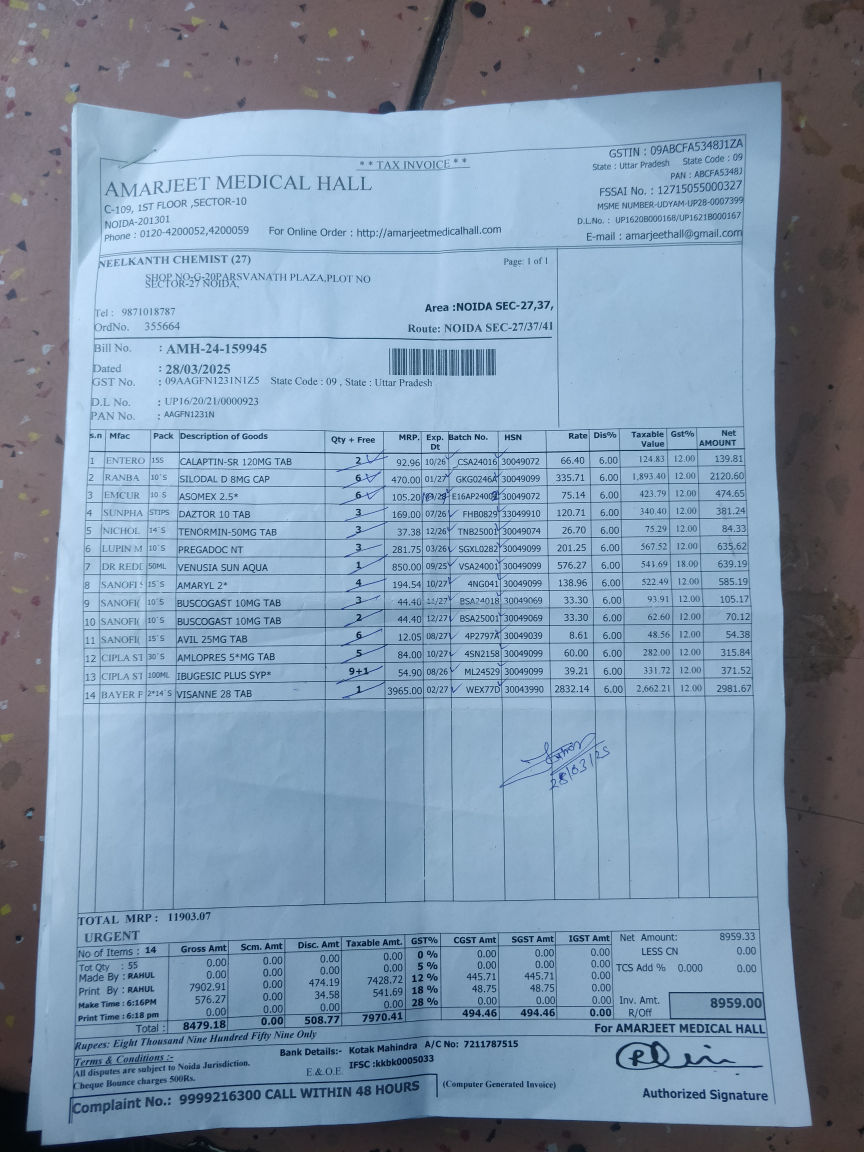 * * TAX INVOICE * *
AMARJEET MEDICAL HALL
C-109, 1ST FLOOR ,SECTOR-10
NOIDA-201301
Phone : 0120-4200052,4200059 For Online Order : http://amarjeetmedicalhall.com
GSTIN : 09ABCFA5348J1ZA
State : Uttar Pradesh State Code : 09
PAN : ABCFA5348J
FSSAI No. : 12715055000327
MSME NUMBER-UDYAM-UP28-0007399
D.L.No. : UP1620B000168/UP1621B000167
E-mail : amarjeethall@gmail.com
NEELKANTH CHEMIST (27) Page: 1 of 1
SHOP NO-G-20PARSVANATH PLAZA,PLOT NO
SECTOR-27 NOIDA,
Tel : 9871018787 Area :NOIDA SEC-27,37,
OrdNo. 355664 Route: NOIDA SEC-27/37/41
Bill No. : AMH-24-159945
Dated : 28/03/2025
GST No. : 09AAGFN1231N1Z5 State Code : 09 , State : Uttar Pradesh
D.L No. : UP16/20/21/0000923
PAN No. : AAGFN1231N
s.n Mfac Pack Description of Goods Qty + Free MRP. Exp. Dt Batch No. HSN Rate Dis% Taxable Value Gst% Net AMOUNT
1 ENTERO 15S CALAPTIN-SR 120MG TAB 2 92.96 10/26 CSA24016 30049072 66.40 6.00 124.83 12.00 139.81
2 RANBA 10`S SILODAL D 8MG CAP 6 470.00 01/27 GKG0246A 30049099 335.71 6.00 1,893.40 12.00 2120.60
3 EMCUR 10`S ASOMEX 2.5* 6 105.20 E16AP24002 30049072 75.14 6.00 423.79 12.00 474.65
4 SUNPHA STIPS DAZTOR 10 TAB 3 169.00 07/26 FHB0829 33049910 120.71 6.00 340.40 12.00 381.24
5 NICHOL 14`S TENORMIN-50MG TAB 3 37.38 12/26 TNB25001 30049074 26.70 6.00 75.29 12.00 84.33
6 LUPIN M 10`S PREGADOC NT 3 281.75 03/26 SGXL0282 30049099 201.25 6.00 567.52 12.00 635.62
7 DR REDD 50ML VENUSIA SUN AQUA 1 850.00 09/25 VSA24001 30049099 576.27 6.00 541.69 18.00 639.19
8 SANOFI S 15`S AMARYL 2* 4 194.54 10/27 4NG041 30049099 138.96 6.00 522.49 12.00 585.19
9 SANOFI( 10`S BUSCOGAST 10MG TAB 3 44.40 11/27 BSA24018 30049069 33.30 6.00 93.91 12.00 105.17
10 SANOFI( 10`S BUSCOGAST 10MG TAB 2 44.40 12/27 BSA25001 30049069 33.30 6.00 62.60 12.00 70.12
11 SANOFI( 15`S AVIL 25MG TAB 6 12.05 08/27 4P2797A 30049039 8.61 6.00 48.56 12.00 54.38
12 CIPLA ST 30`S AMLOPRES 5*MG TAB 5 84.00 10/27 4SN2158 30049099 60.00 6.00 282.00 12.00 315.84
13 CIPLA ST 100ML IBUGESIC PLUS SYP* 9+1 54.90 08/26 ML24529 30049099 39.21 6.00 331.72 12.00 371.52
14 BAYER F 2*14`S VISANNE 28 TAB 1 3965.00 02/27 WEX77D 30043990 2832.14 6.00 2,662.21 12.00 2981.67
28/03/25
TOTAL MRP : 11903.07
URGENT
No of Items : 14
Tot Qty : 55
Made By : RAHUL
Print By : RAHUL
Make Time : 6:16PM
Print Time : 6:18 pm
Gross Amt Scm. Amt Disc. Amt Taxable Amt. GST% CGST Amt SGST Amt IGST Amt
0.00 0.00 0.00 0.00 0 % 0.00 0.00 0.00
0.00 0.00 0.00 0.00 5 % 0.00 0.00 0.00
7902.91 0.00 474.19 7428.72 12 % 445.71 445.71 0.00
576.27 0.00 34.58 541.69 18 % 48.75 48.75 0.00
0.00 0.00 0.00 0.00 28 % 0.00 0.00 0.00
Total : 8479.18 0.00 508.77 7970.41 494.46 494.46 0.00
Net Amount: 8959.33
LESS CN 0.00
TCS Add % 0.000 0.00
Inv. Amt. 8959.00
R/Off
Rupees: Eight Thousand Nine Hundred Fifty Nine Only
For AMARJEET MEDICAL HALL
Terms & Conditions :-
All disputes are subject to Noida Jurisdiction.
Cheque Bounce charges 500Rs.
Bank Details:- Kotak Mahindra A/C No: 7211787515
E.& O.E. IFSC :kkbk0005033
(Computer Generated Invoice)
Authorized Signature
Complaint No.: 9999216300 CALL WITHIN 48 HOURS